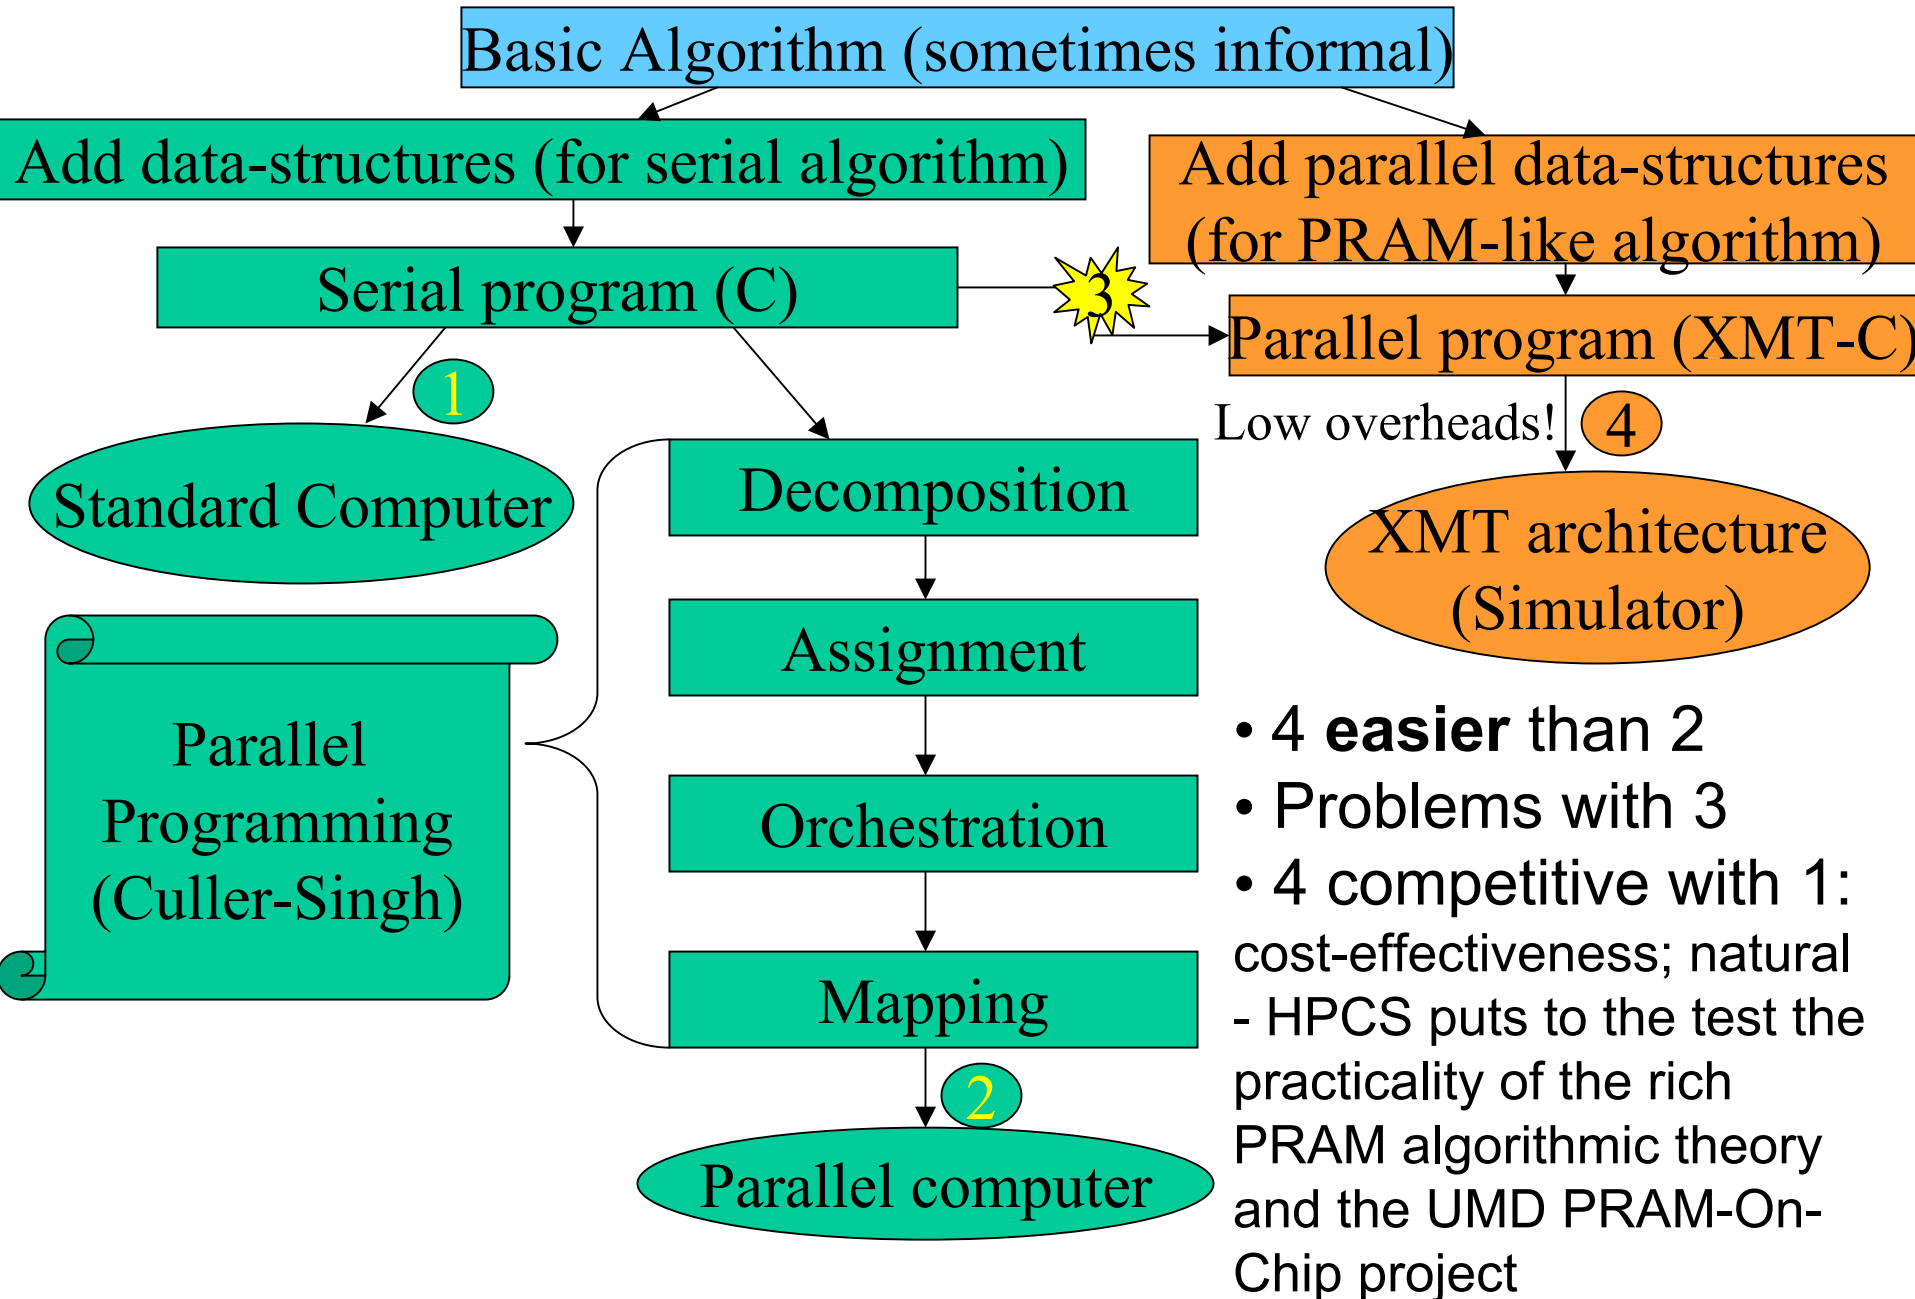 Basic Algorithm (sometimes informal)
Add data-structures (for serial algorithm)
Add parallel data-structures
(for PRAM-like algorithm)
Serial program (C)
3
Parallel program (XMT-C)
1
Low overheads!
4
Standard Computer
Decomposition
XMT architecture
(Simulator)
Assignment
Parallel
Programming
(Culler-Singh)
Orchestration
Mapping
2
Parallel computer
• 4 easier than 2
• Problems with 3
• 4 competitive with 1:
cost-effectiveness; natural
- HPCS puts to the test the
practicality of the rich
PRAM algorithmic theory
and the UMD PRAM-On-
Chip project